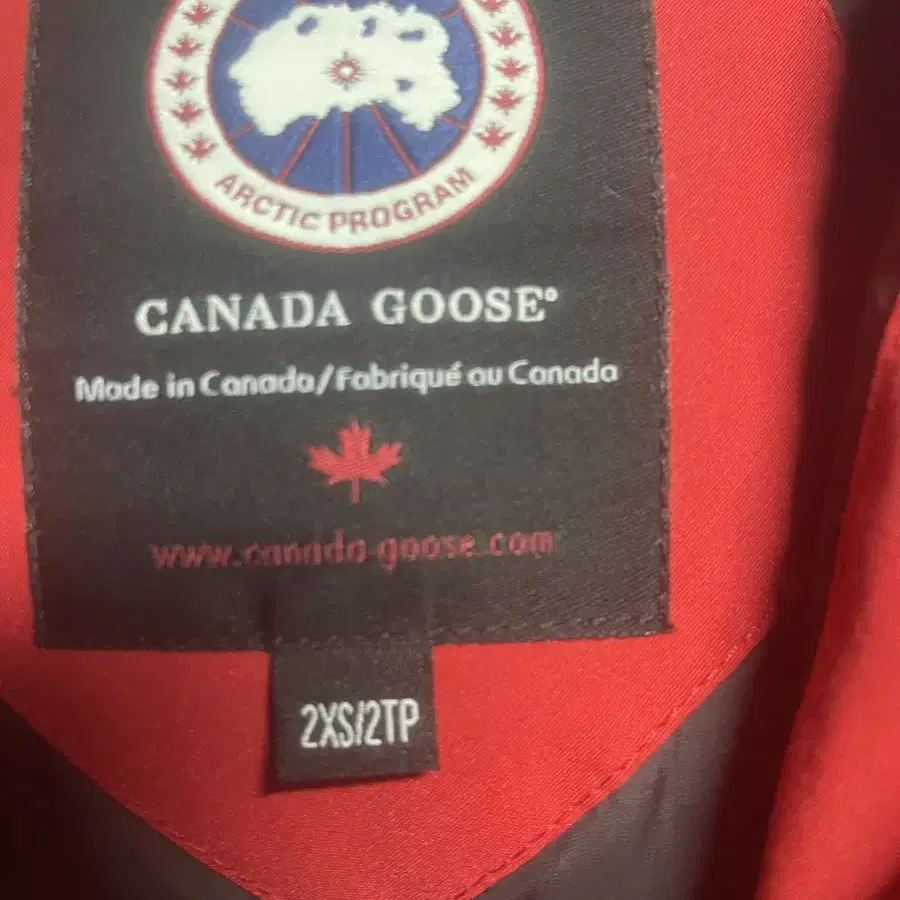 ARCTIC PROGRAM
CANADA GOOSE®
Made in Canada/Fabriqué au Canada
www.canada-goose.com
2XS/2TP